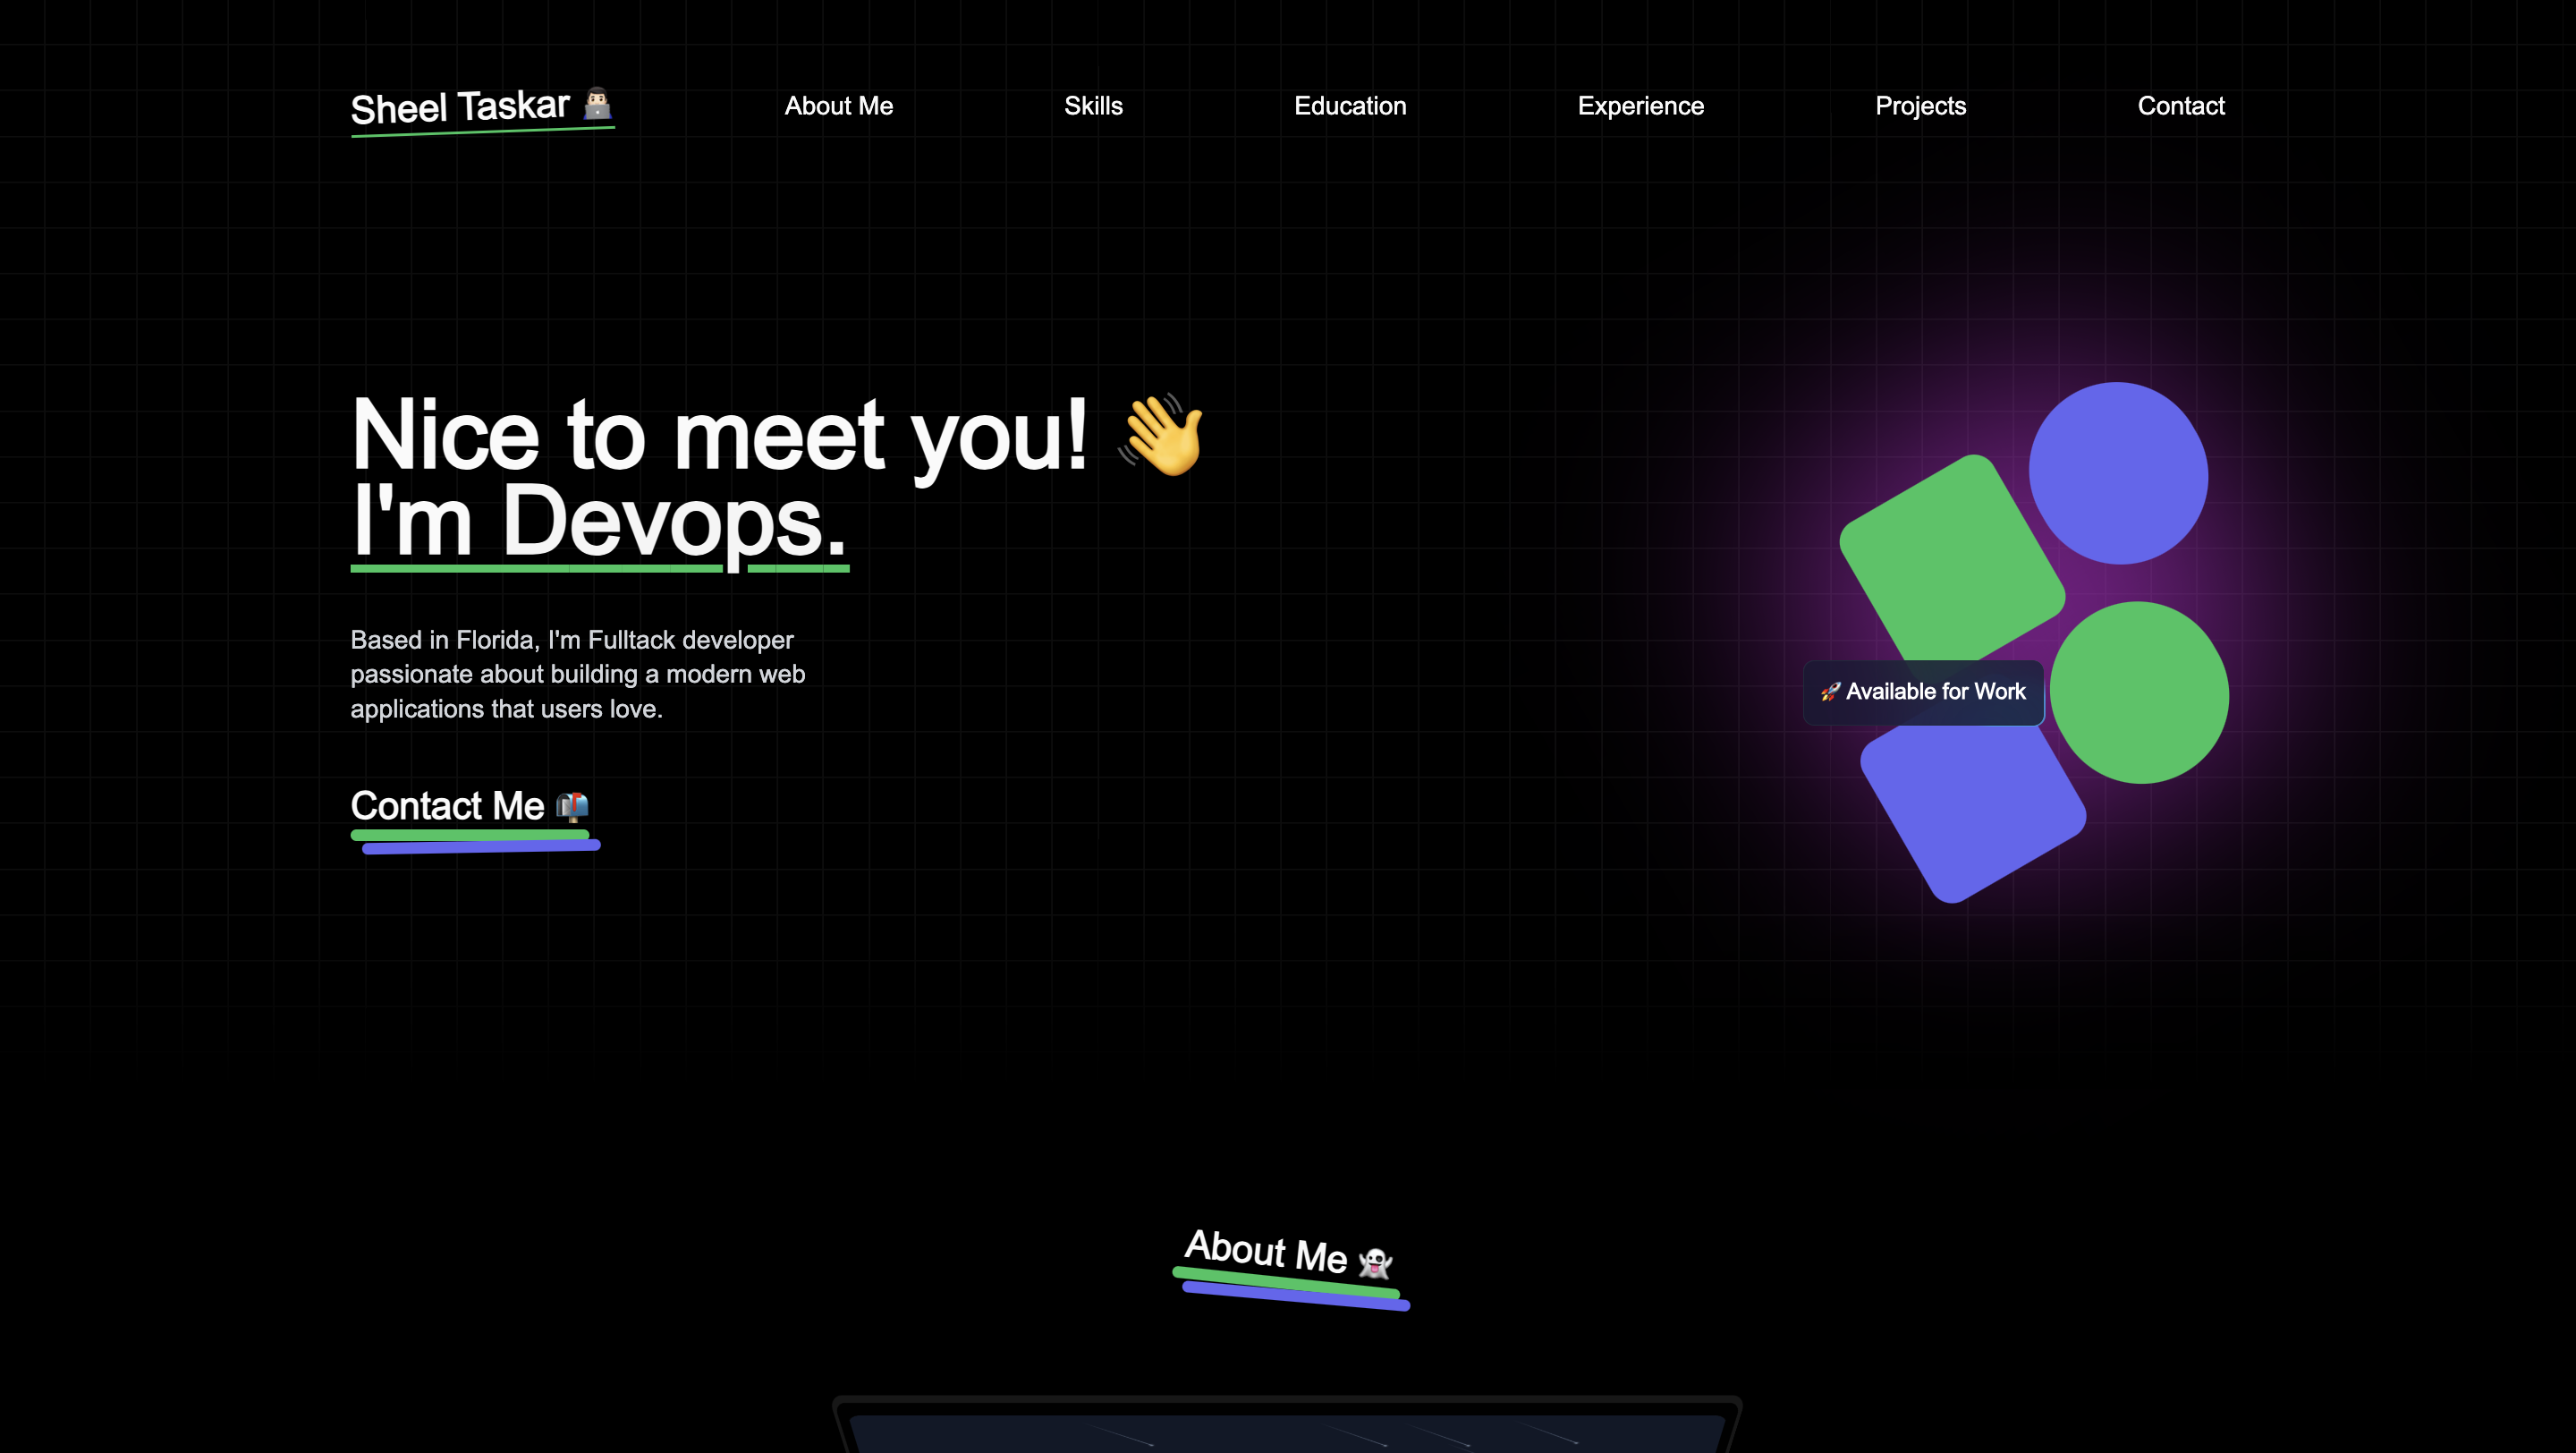 Sheel Taskar
About Me
Skills
Education
Experience
Projects
Contact
Nice to meet you!
I'm Devops.
Based in Florida, I'm Fulltack developer
passionate about building a modern web
applications that users love.
🚀 Available for Work
Contact Me
About Me